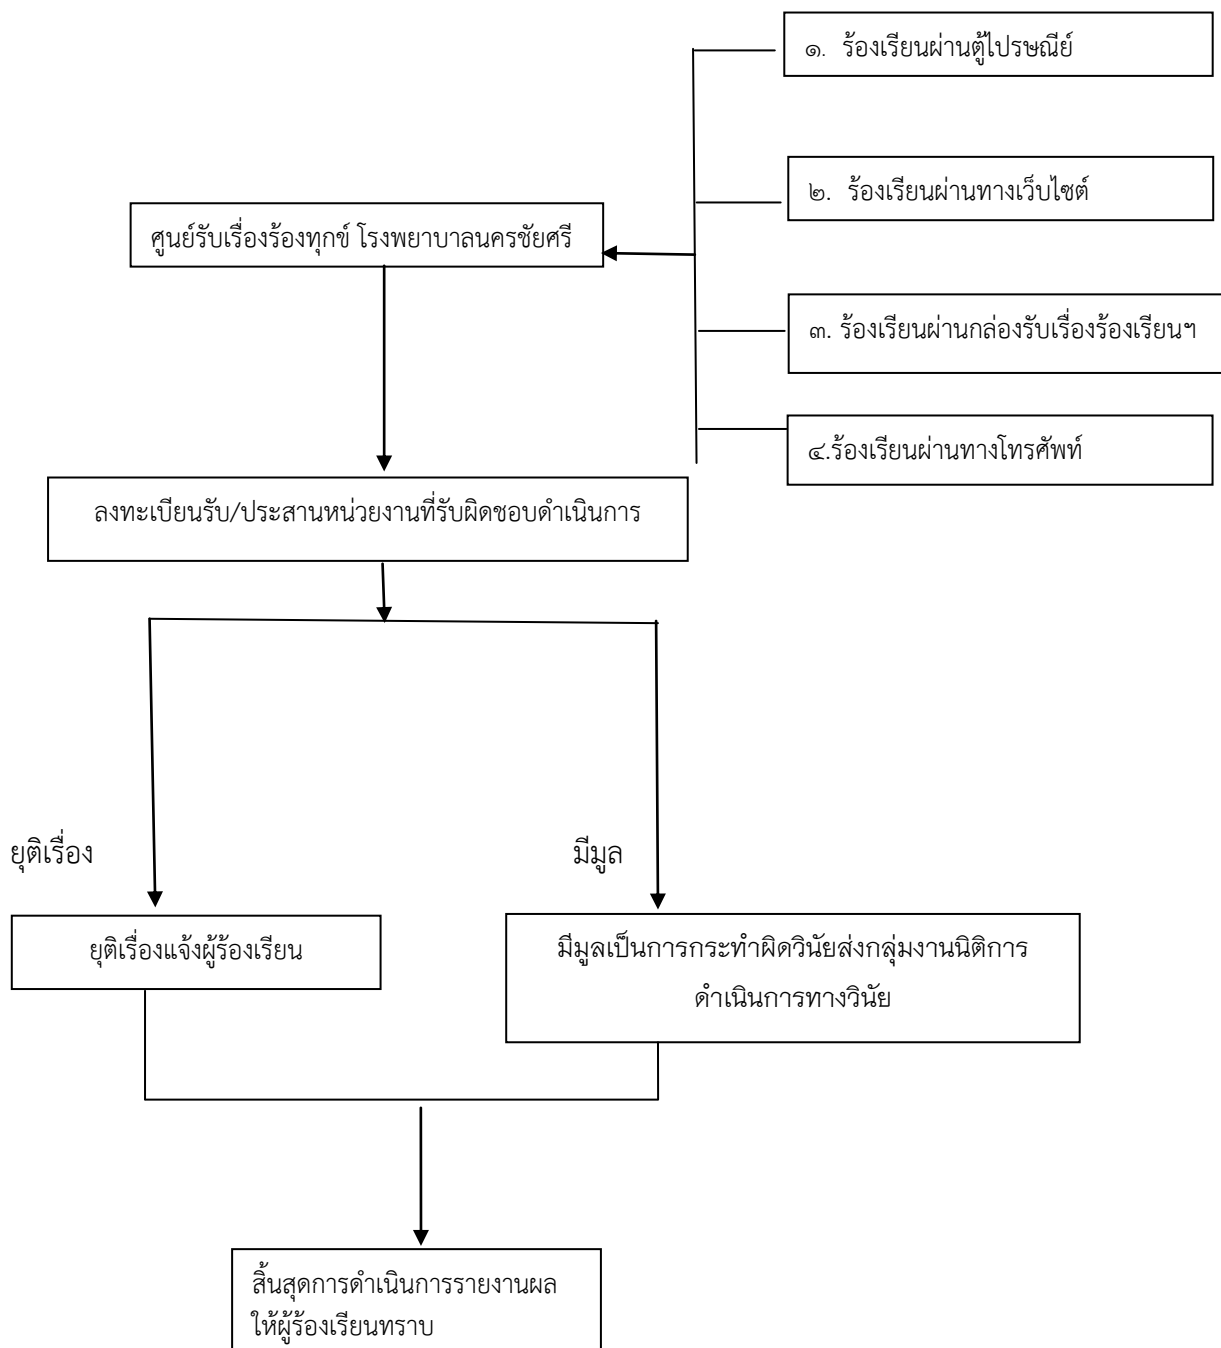 ๑. ร้องเรียนผ่านตู้ไปรษณีย์
๒. ร้องเรียนผ่านทางเว็บไซต์
ศูนย์รับเรื่องร้องทุกข์ โรงพยาบาลนครชัยศรี
๓. ร้องเรียนผ่านกล่องรับเรื่องร้องเรียนฯ
๔.ร้องเรียนผ่านทางโทรศัพท์
ลงทะเบียนรับ/ประสานหน่วยงานที่รับผิดชอบดำเนินการ
ยุติเรื่อง
มีมูล
ยุติเรื่องแจ้งผู้ร้องเรียน
มีมูลเป็นการกระทำผิดวินัยส่งกลุ่มงานนิติการ
ดำเนินการทางวินัย
สิ้นสุดการดำเนินการรายงานผล
ให้ผู้ร้องเรียนทราบ